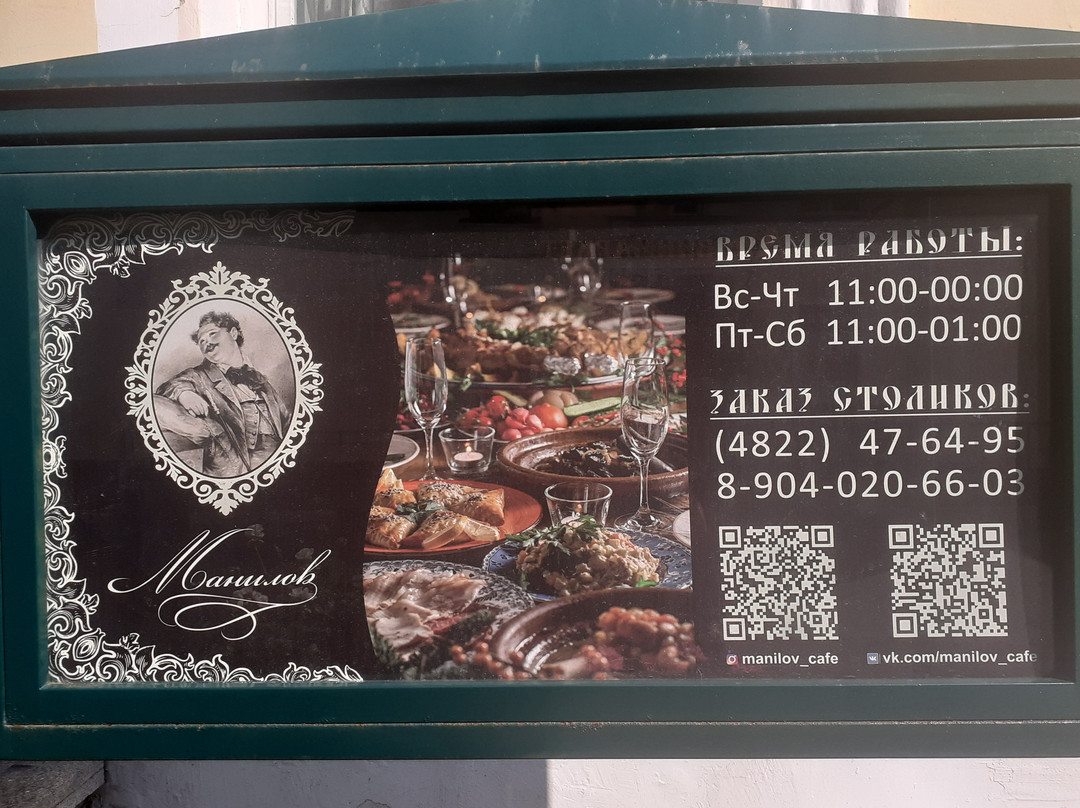 Манилов
ВРЕМЯ РАБОТЫ:
Вс-Чт 11:00-00:00
Пт-Сб 11:00-01:00
ЗАКАЗ СТОЛИКОВ:
(4822) 47-64-95
8-904-020-66-03
manilov_cafe
vk.com/manilov_cafe